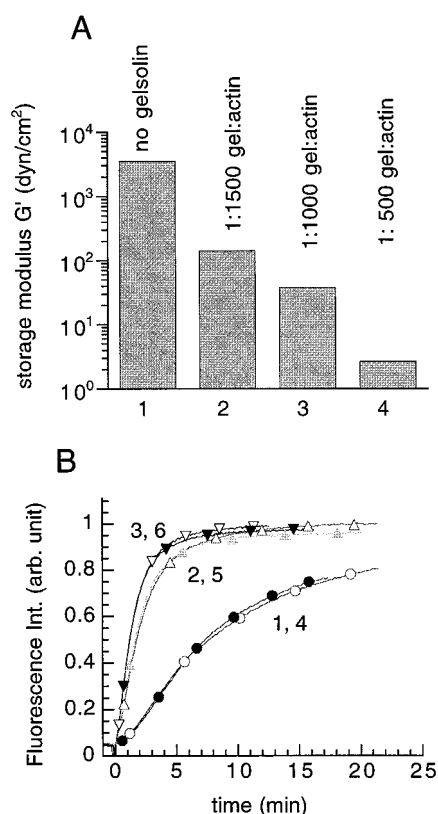 A
storage modulus G' (dyn/cm²)
10⁴
10³
10²
10¹
10⁰
no gelsolin
1:1500 gel:actin
1:1000 gel:actin
1: 500 gel:actin
1 2 3 4
B
Fluorescence Int. (arb. unit)
1
0.8
0.6
0.4
0.2
0
3, 6
2, 5
1, 4
0 5 10 15 20 25
time (min)